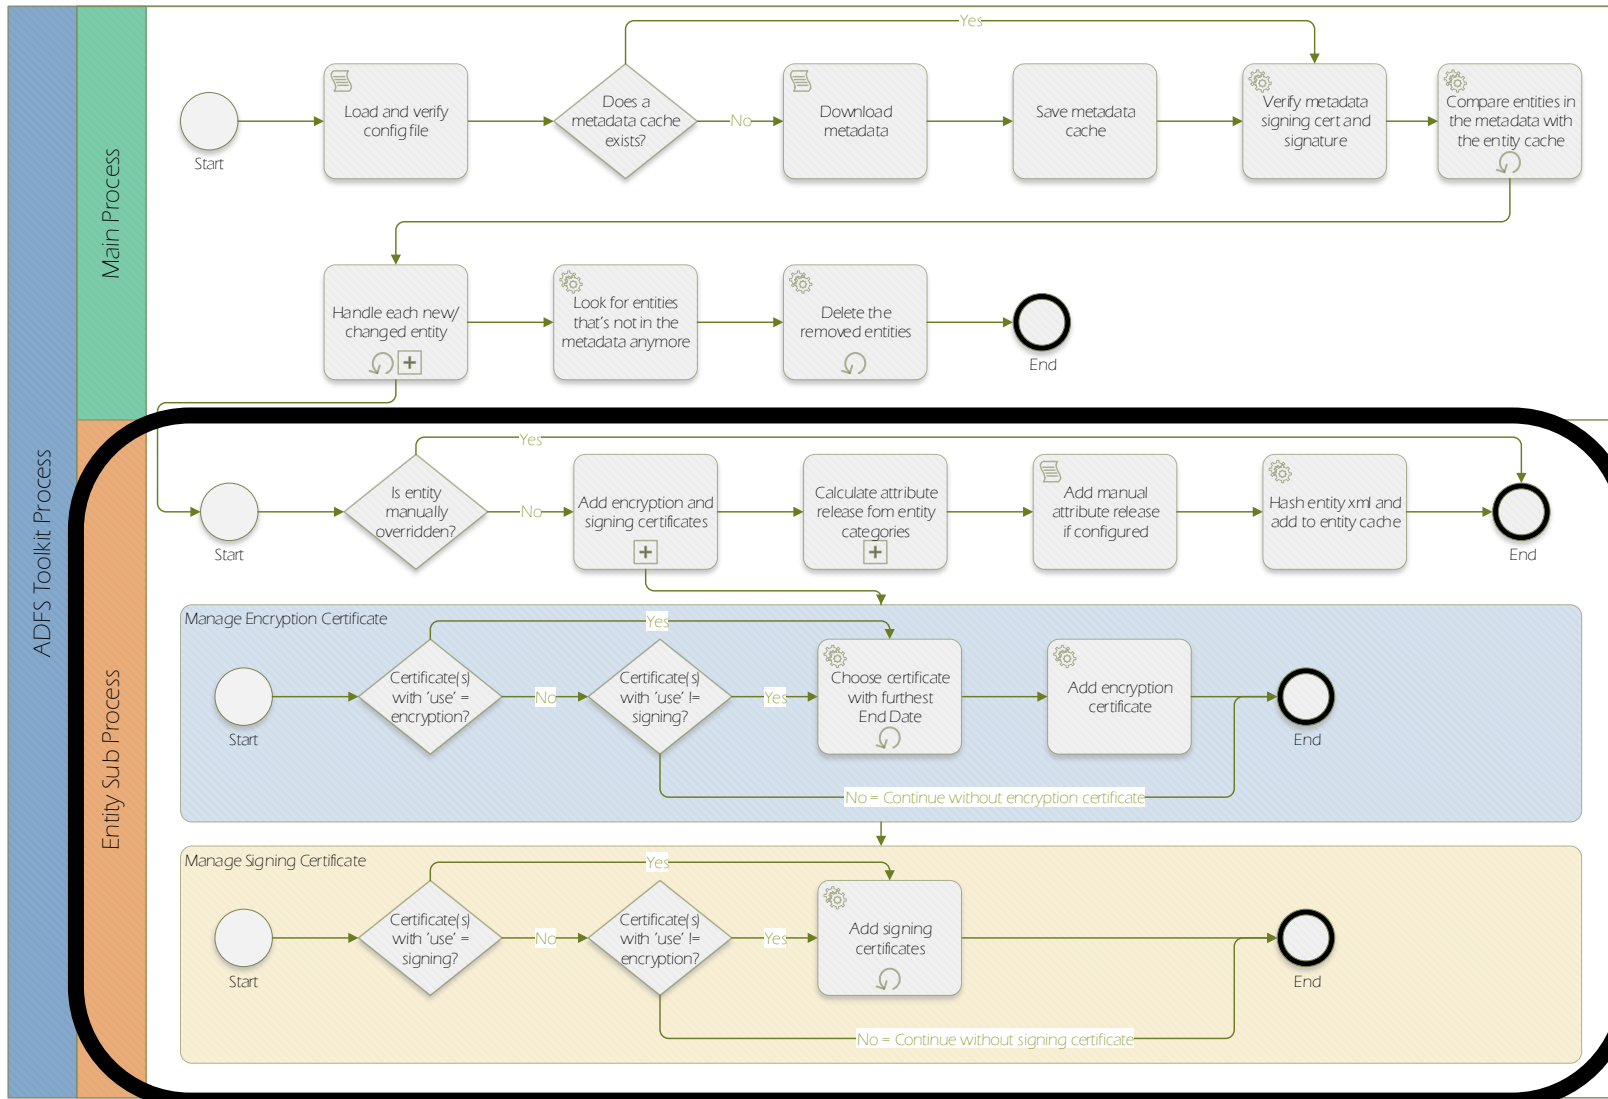 ADFS Toolkit Process
Main Process
Yes
Start
Load and verify
config file
Does a
metadata cache
exists?
No
Download
metadata
Save metadata
cache
Verify metadata
signing cert and
signature
Compare entities in
the metadata with
the entity cache
Handle each new/
changed entity
Look for entities
that's not in the
metadata anymore
Delete the
removed entities
End
Entity Sub Process
Yes
Start
Is entity
manually
overridden?
No
Add encryption and
signing certificates
Calculate attribute
release fom entity
categories
Add manual
attribute release
if configured
Hash entity xml and
add to entity cache
End
Manage Encryption Certificate
Yes
Start
Certificate(s)
with 'use' =
encryption?
No
Certificate(s)
with 'use' !=
signing?
Yes
Choose certificate
with furthest
End Date
Add encryption
certificate
End
No = Continue without encryption certificate
Manage Signing Certificate
Yes
Start
Certificate(s)
with 'use' =
signing?
No
Certificate(s)
with 'use' !=
encryption?
Yes
Add signing
certificates
End
No = Continue without signing certificate